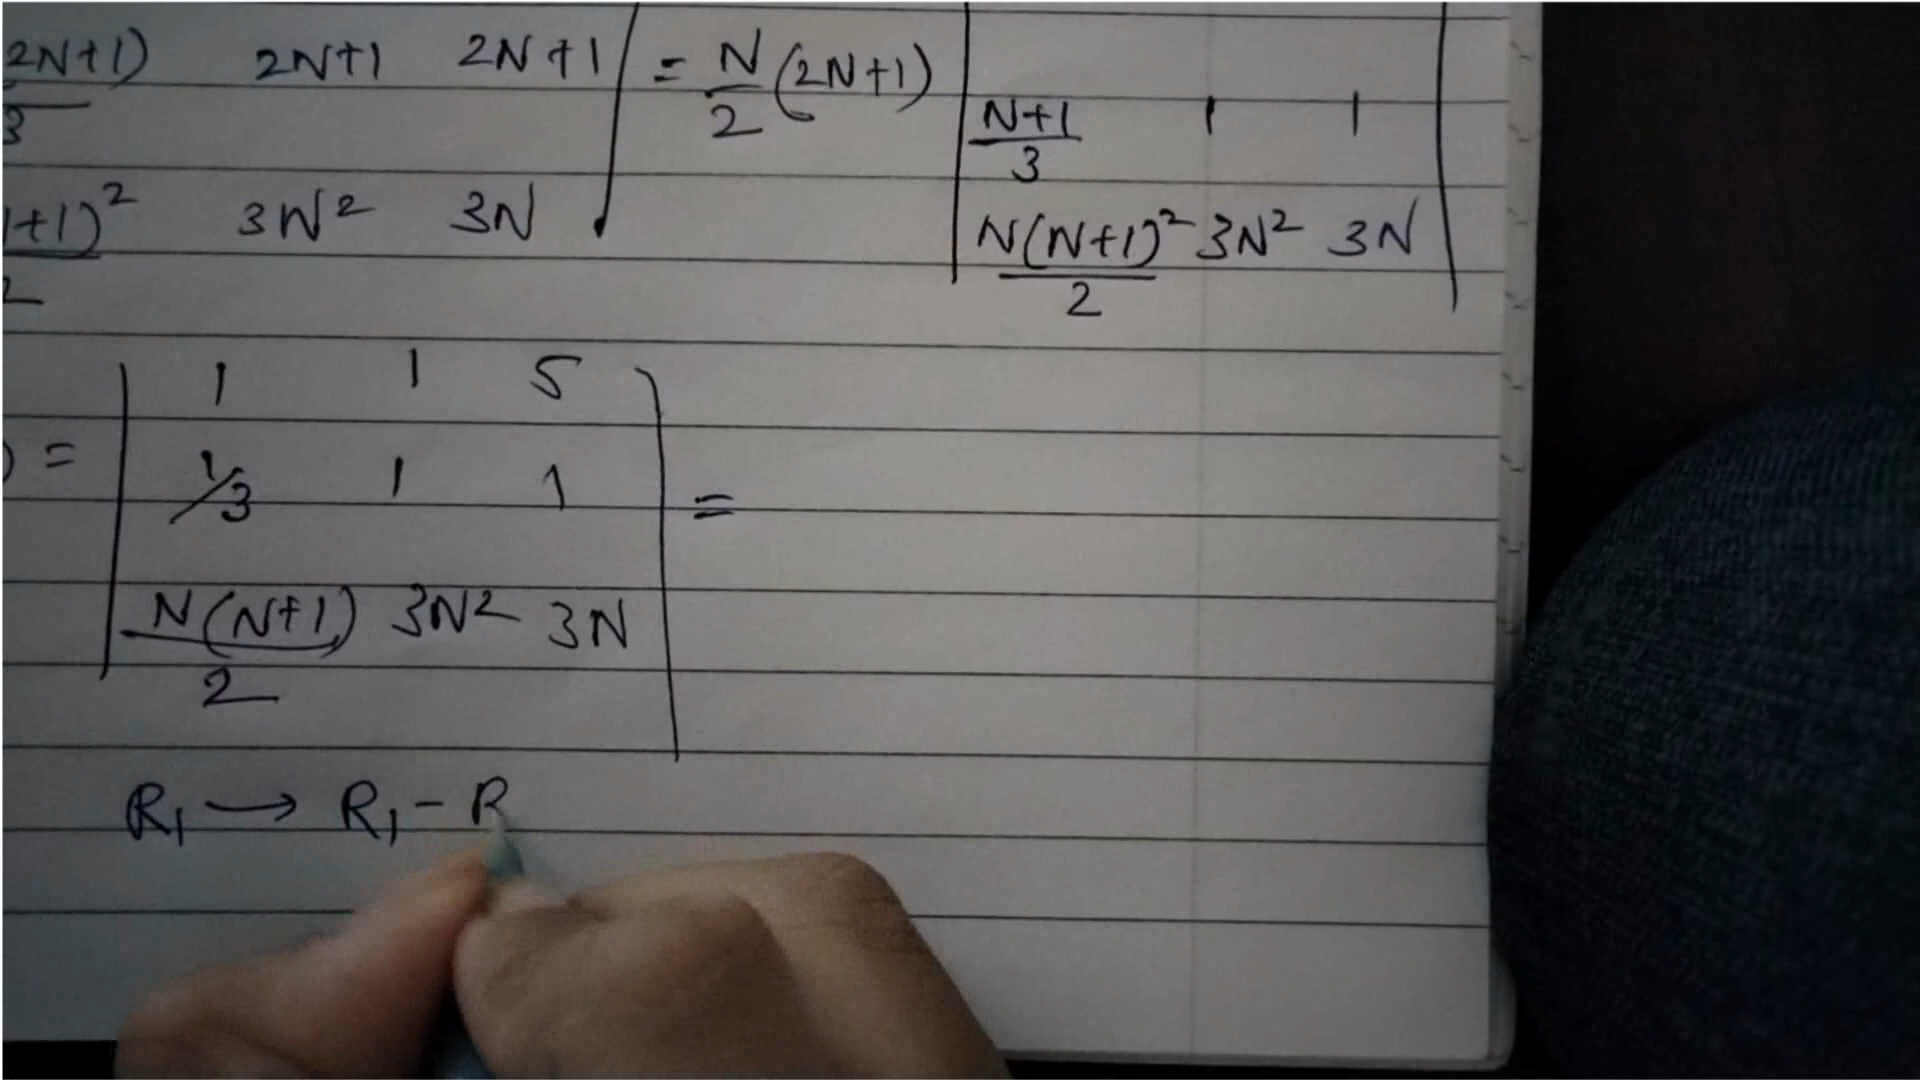 2N+1) 2N+1 2N+1 | = N/2 (2N+1) |
3
N+1/3 1 1 |
+1)² 3N² 3N | N(N+1)²/2 3N² 3N |
2
| 1 1 5 |
) = | 1/3 1 1 | =
| N(N+1)/2 3N² 3N |
R₁ → R₁ - R